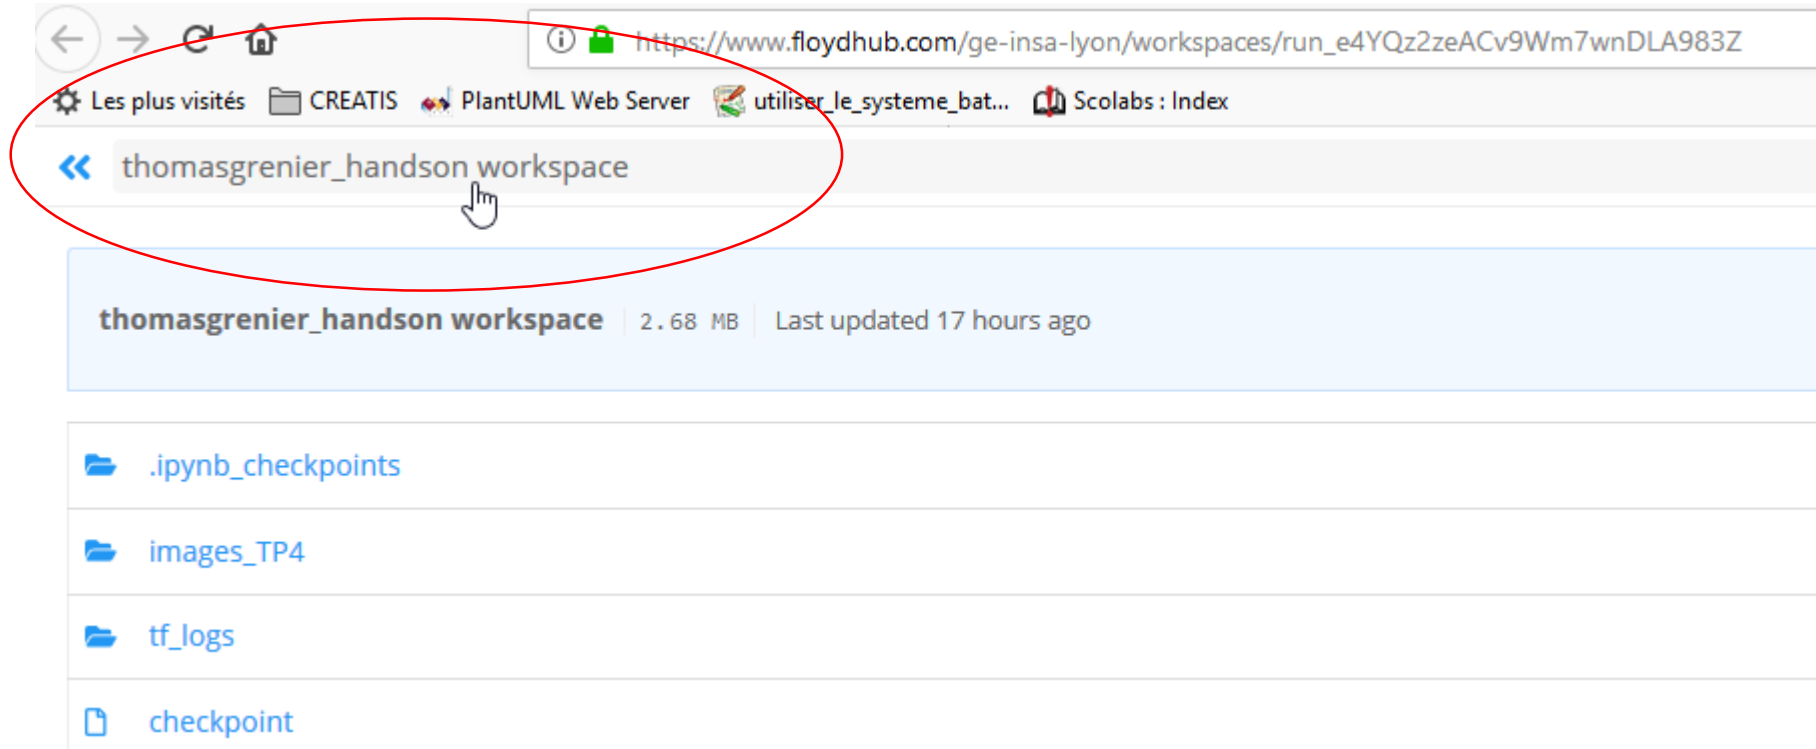 https://www.floydhub.com/ge-insa-lyon/workspaces/run_e4YQz2zeACv9Wm7wnDLA983Z
Les plus visités CREATIS PlantUML Web Server utiliser_le_systeme_bat... Scolabs : Index
thomasgrenier_handson workspace
thomasgrenier_handson workspace 2.68 MB Last updated 17 hours ago
.ipynb_checkpoints
images_TP4
tf_logs
checkpoint